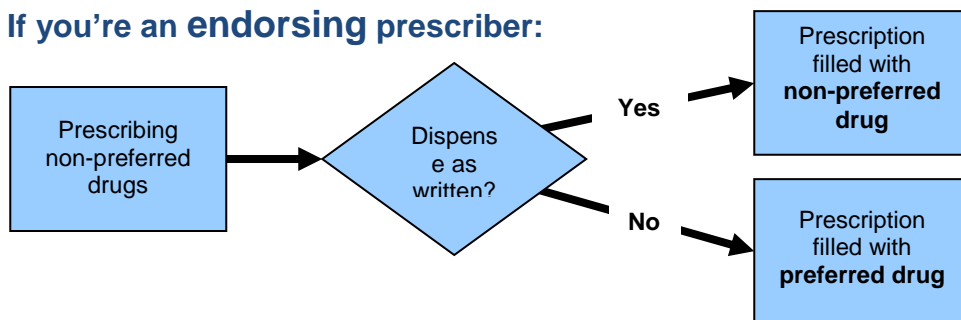 If you’re an endorsing prescriber:
Prescribing
non-preferred
drugs
Dispens
e as
written?
Yes
No
Prescription
filled with
non-preferred
drug
Prescription
filled with
preferred drug